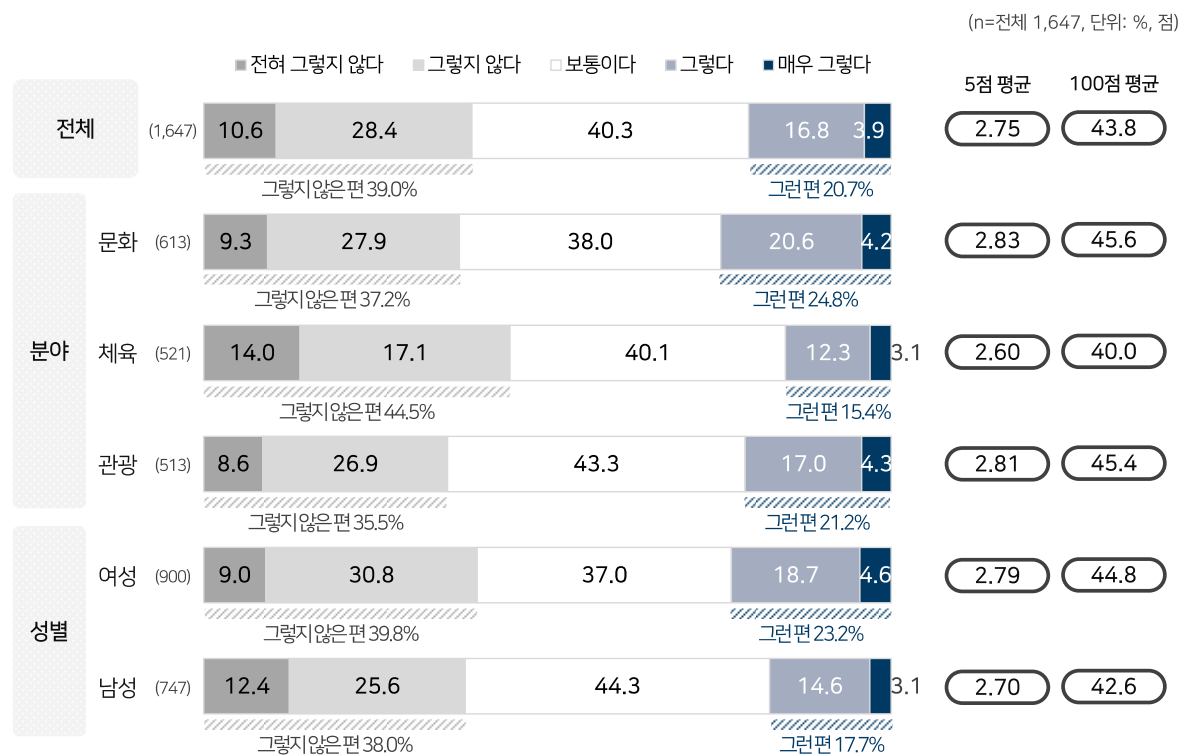 (n=전체 1,647, 단위: %, 점)
전혀 그렇지 않다 그렇지 않다 보통이다 그렇다 매우 그렇다
5점 평균 100점 평균
전체 (1,647) 10.6 28.4 40.3 16.8 3.9 2.75 43.8
그렇지않은편 39.0% 그런편 20.7%
문화 (613) 9.3 27.9 38.0 20.6 4.2 2.83 45.6
그렇지않은편 37.2% 그런편 24.8%
분야 체육 (521) 14.0 17.1 40.1 12.3 3.1 2.60 40.0
그렇지않은편 44.5% 그런편 15.4%
관광 (513) 8.6 26.9 43.3 17.0 4.3 2.81 45.4
그렇지않은편 35.5% 그런편 21.2%
여성 (900) 9.0 30.8 37.0 18.7 4.6 2.79 44.8
성별
그렇지않은편 39.8% 그런편 23.2%
남성 (747) 12.4 25.6 44.3 14.6 3.1 2.70 42.6
그렇지않은편 38.0% 그런편 17.7%